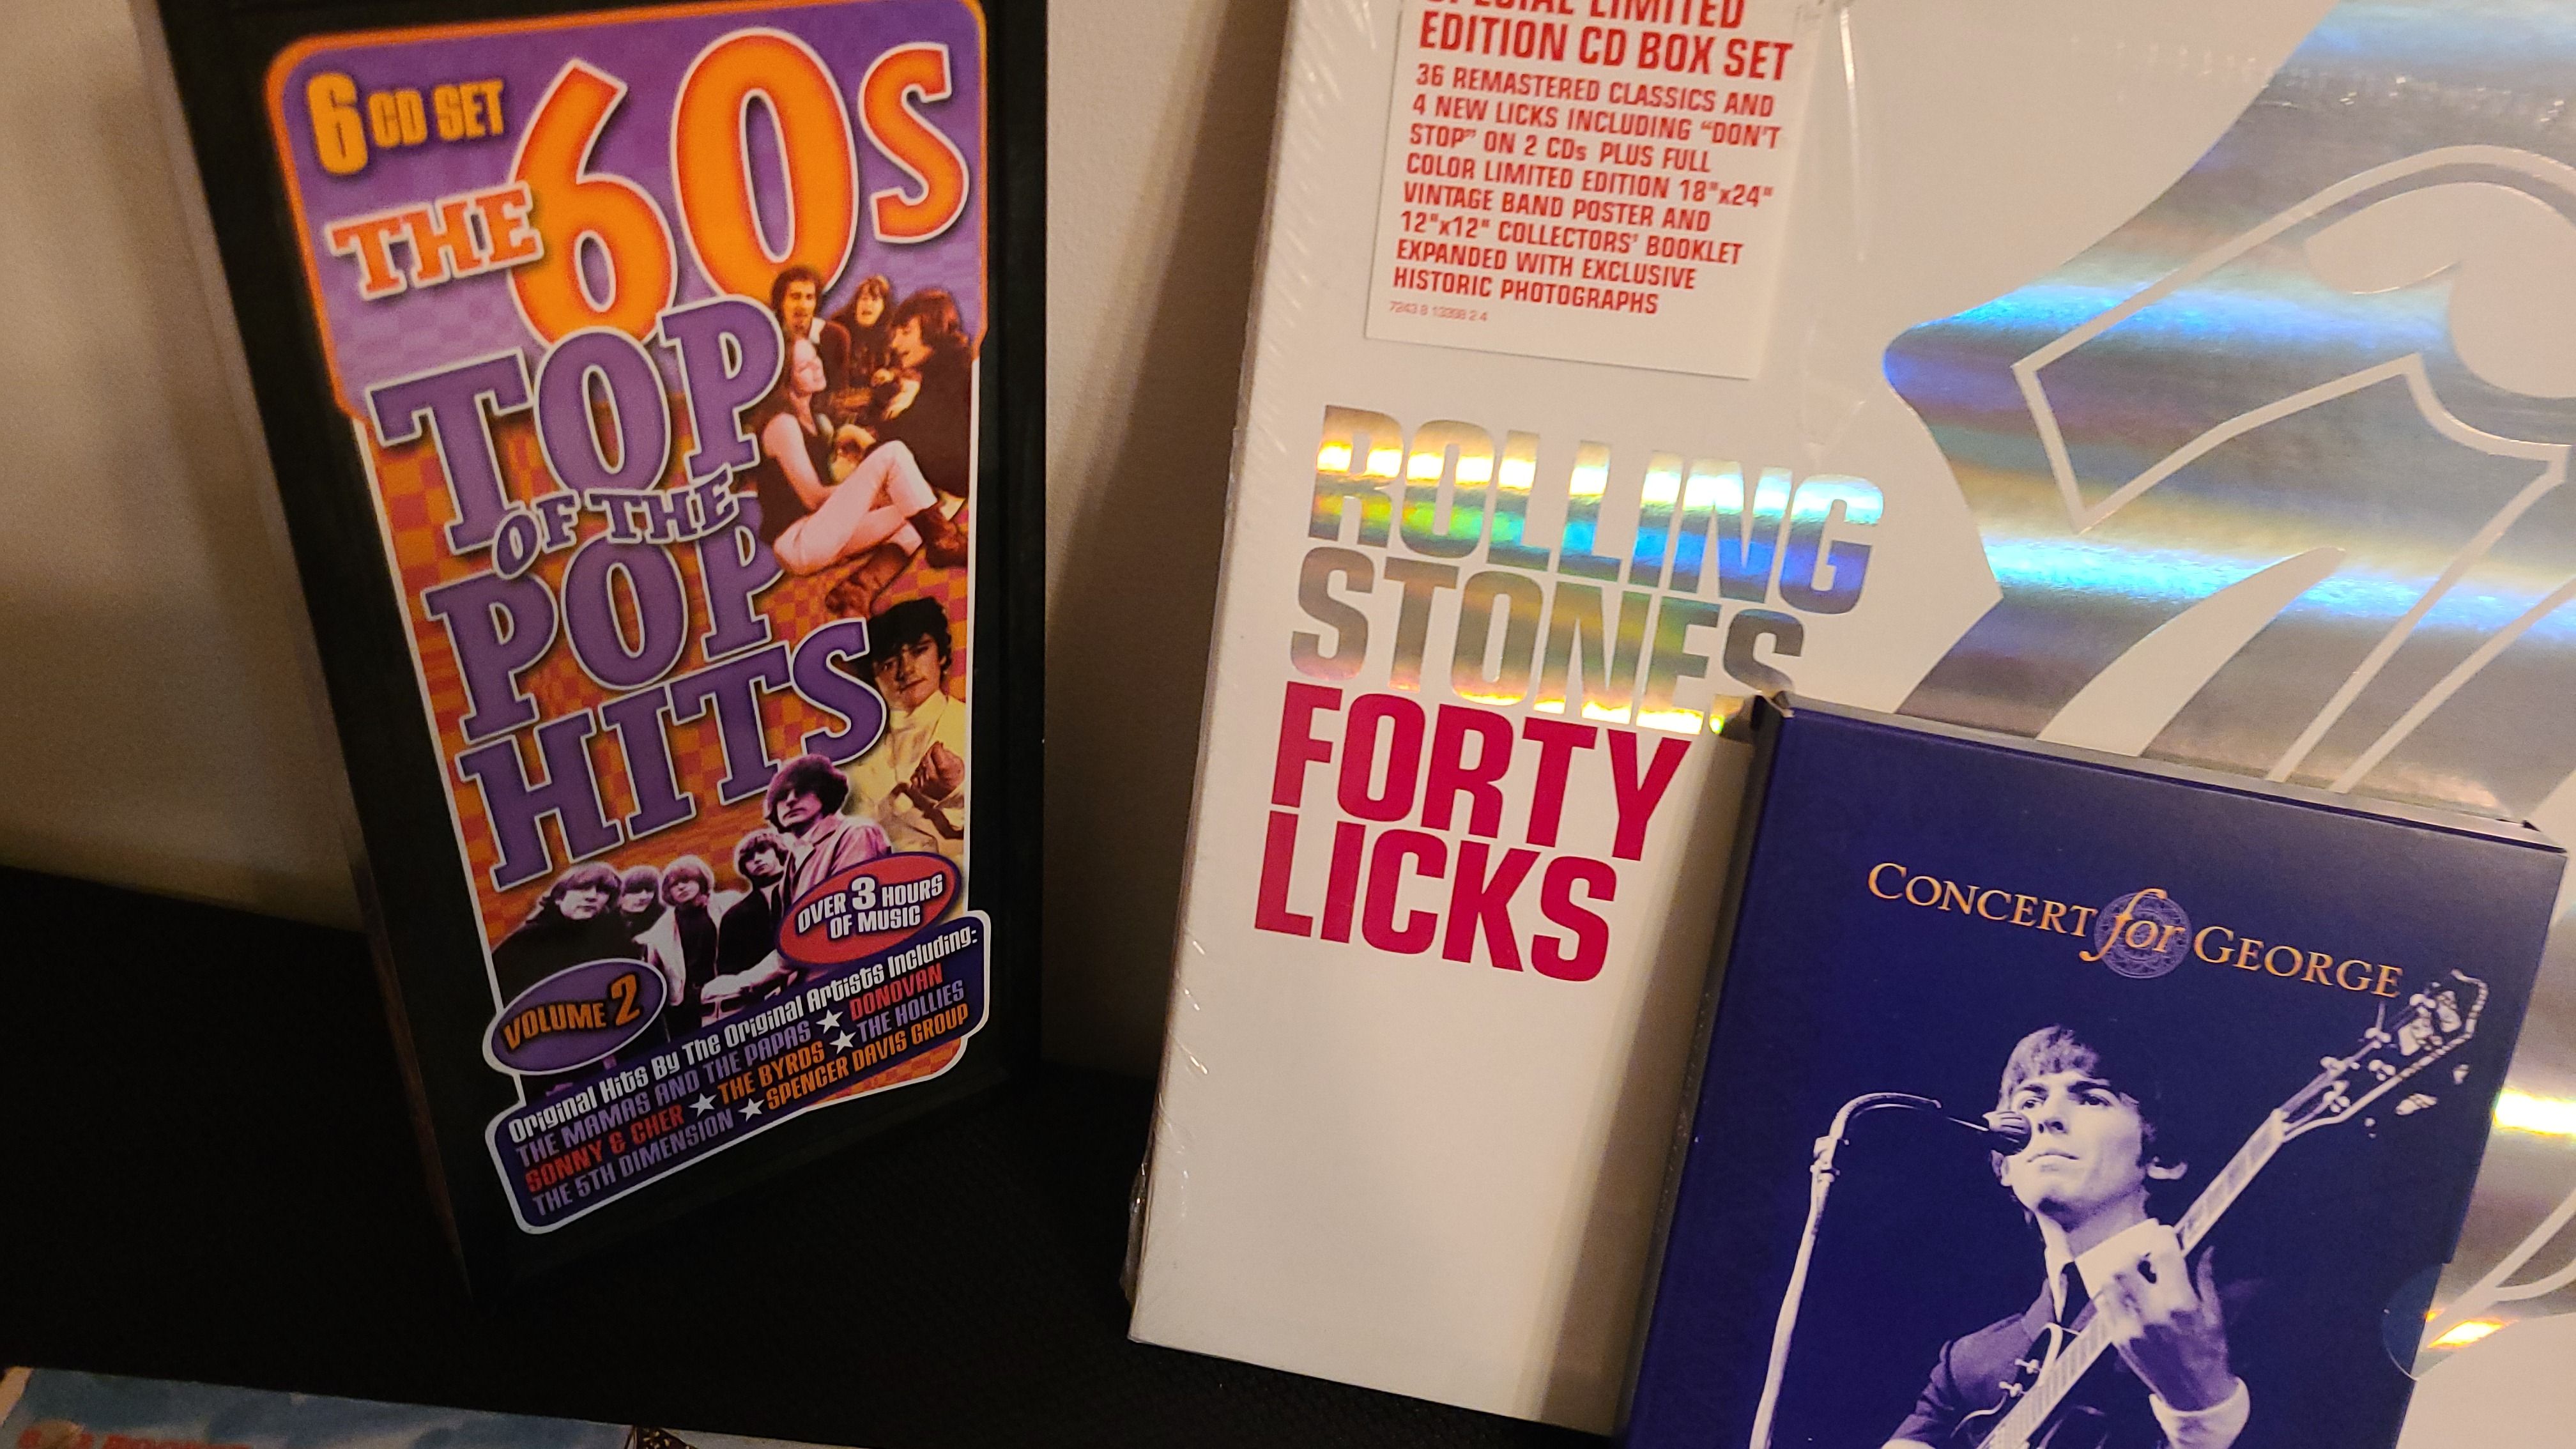 6 CD SET
THE 60s
TOP
OF THE
POP
HITS
OVER 3 HOURS
OF MUSIC
VOLUME 2
Original Hits By The Original Artists Including:
THE MAMAS AND THE PAPAS ★ DONOVAN
SONNY & CHER ★ THE BYRDS ★ THE HOLLIES
THE 5TH DIMENSION ★ SPENCER DAVIS GROUP
SPECIAL LIMITED
EDITION CD BOX SET
36 REMASTERED CLASSICS AND
4 NEW LICKS INCLUDING "DON'T
STOP" ON 2 CDs PLUS FULL
COLOR LIMITED EDITION 18"x24"
VINTAGE BAND POSTER AND
12"x12" COLLECTORS' BOOKLET
EXPANDED WITH EXCLUSIVE
HISTORIC PHOTOGRAPHS
ROLLING
STONES
FORTY
LICKS
CONCERT for GEORGE